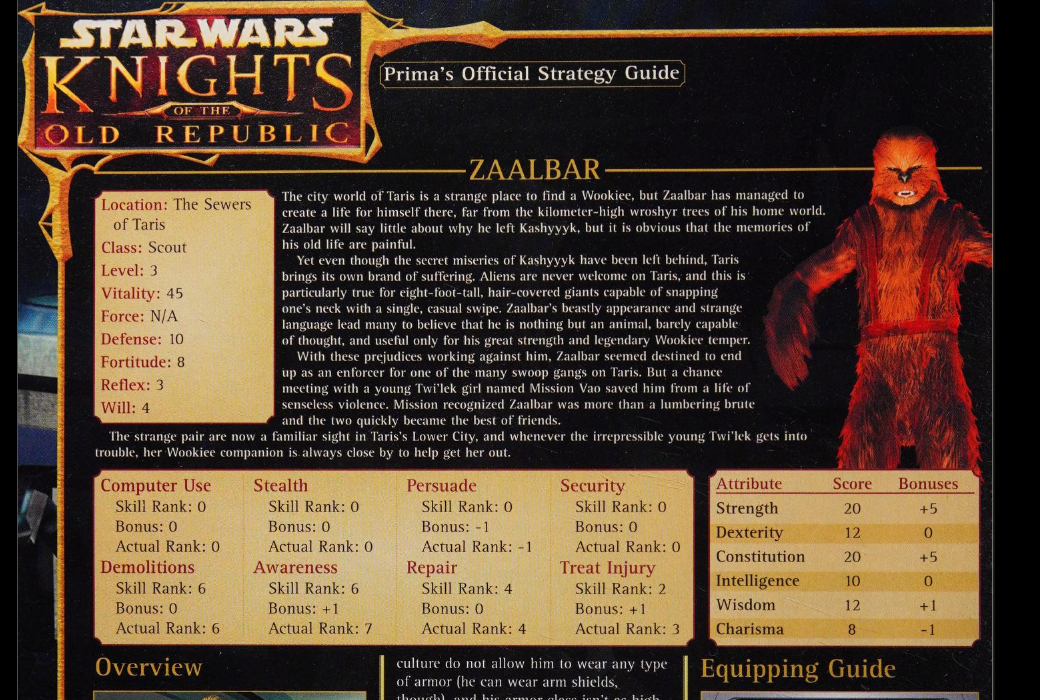 STAR WARS
KNIGHTS
OF THE
OLD REPUBLIC
Prima's Official Strategy Guide
ZAALBAR
Location: The Sewers
of Taris
Class: Scout
Level: 3
Vitality: 45
Force: N/A
Defense: 10
Fortitude: 8
Reflex: 3
Will: 4
The city world of Taris is a strange place to find a Wookiee, but Zaalbar has managed to
create a life for himself there, far from the kilometer-high wroshyr trees of his home world.
Zaalbar will say little about why he left Kashyyyk, but it is obvious that the memories of
his old life are painful.
Yet even though the secret miseries of Kashyyyk have been left behind, Taris
brings its own brand of suffering. Aliens are never welcome on Taris, and this is
particularly true for eight-foot-tall, hair-covered giants capable of snapping
one's neck with a single, casual swipe. Zaalbar's beastly appearance and strange
language lead many to believe that he is nothing but an animal, barely capable
of thought, and useful only for his great strength and legendary Wookiee temper.
With these prejudices working against him, Zaalbar seemed destined to end
up as an enforcer for one of the many swoop gangs on Taris. But a chance
meeting with a young Twi'lek girl named Mission Vao saved him from a life of
senseless violence. Mission recognized Zaalbar was more than a lumbering brute
and the two quickly became the best of friends.
The strange pair are now a familiar sight in Taris's Lower City, and whenever the irrepressible young Twi'lek gets into
trouble, her Wookiee companion is always close by to help get her out.
Computer Use
Skill Rank: 0
Bonus: 0
Actual Rank: 0
Demolitions
Skill Rank: 6
Bonus: 0
Actual Rank: 6
Stealth
Skill Rank: 0
Bonus: 0
Actual Rank: 0
Awareness
Skill Rank: 6
Bonus: +1
Actual Rank: 7
Persuade
Skill Rank: 0
Bonus: -1
Actual Rank: -1
Repair
Skill Rank: 4
Bonus: 0
Actual Rank: 4
Security
Skill Rank: 0
Bonus: 0
Actual Rank: 0
Treat Injury
Skill Rank: 2
Bonus: +1
Actual Rank: 3
Attribute Score Bonuses
Strength 20 +5
Dexterity 12 0
Constitution 20 +5
Intelligence 10 0
Wisdom 12 +1
Charisma 8 -1
Overview
culture do not allow him to wear any type
of armor (he can wear arm shields,
though), and his armor class isn't as high
Equipping Guide